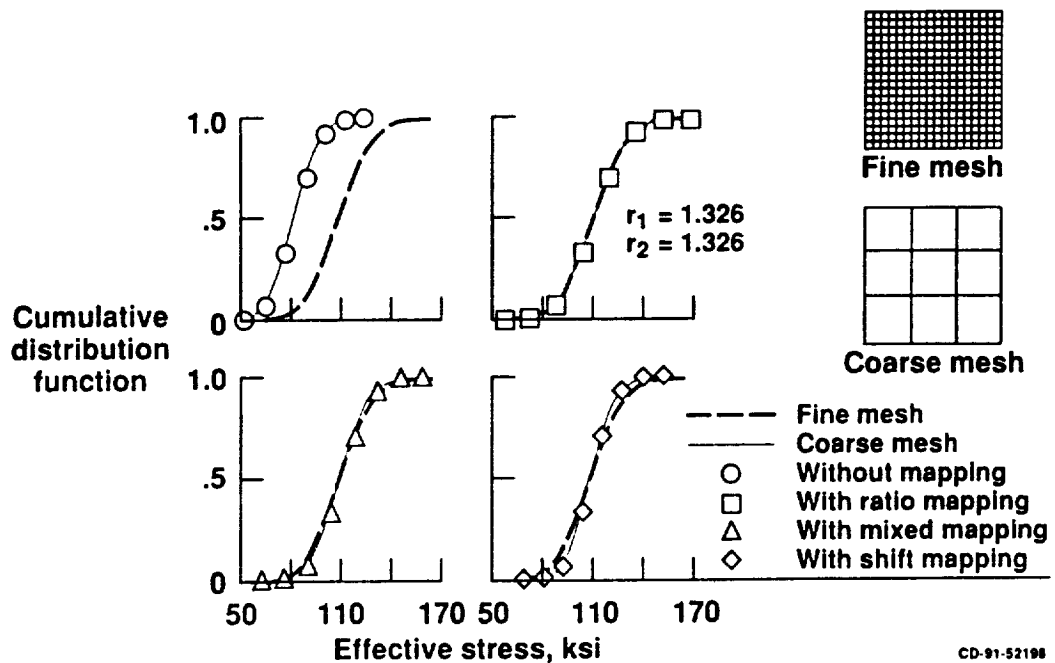 Fine mesh
1.0
.5
0
r1 = 1.326
r2 = 1.326
Coarse mesh
Cumulative
distribution
function
1.0
.5
0
50 110 170
50 110 170
Effective stress, ksi
Fine mesh
Coarse mesh
Without mapping
With ratio mapping
With mixed mapping
With shift mapping
CD-91-52198